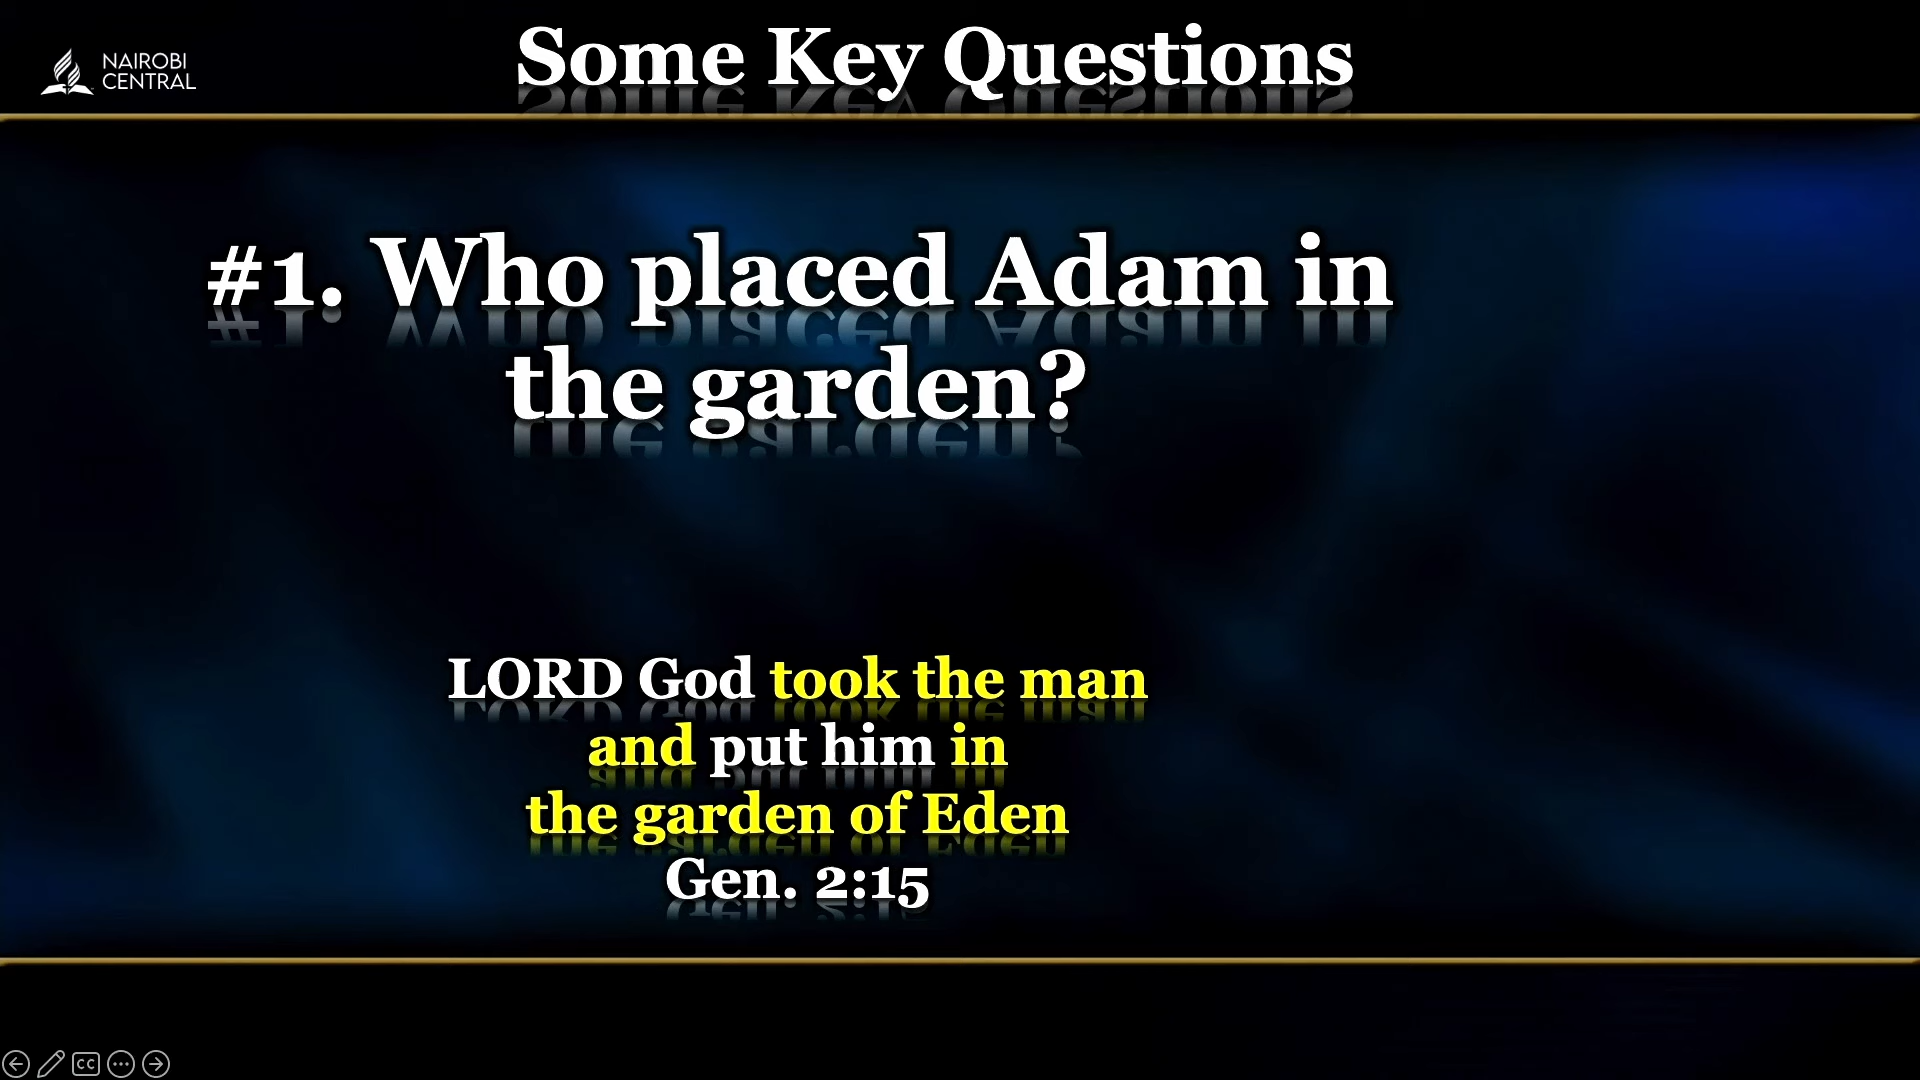 NAIROBI
CENTRAL
Some Key Questions
#1. Who placed Adam in
the garden?
LORD God took the man
and put him in
the garden of Eden
Gen. 2:15
CC